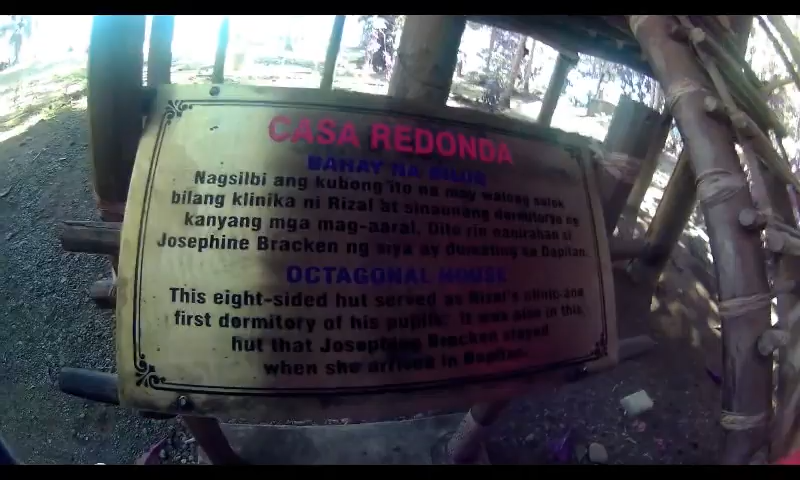 CASA REDONDA
BAHAY NA BILOG
Nagsilbi ang kubong ito na may walong sulok
bilang klinika ni Rizal at sinaunang dormitoryo ng
kanyang mga mag-aaral. Dito rin nanirahan si
Josephine Bracken ng siya ay dumating sa Dapitan.
OCTAGONAL HOUSE
This eight-sided hut served as Rizal's clinic and
first dormitory of his pupils. It was also in this
hut that Josephine Bracken stayed
when she arrived in Dapitan.